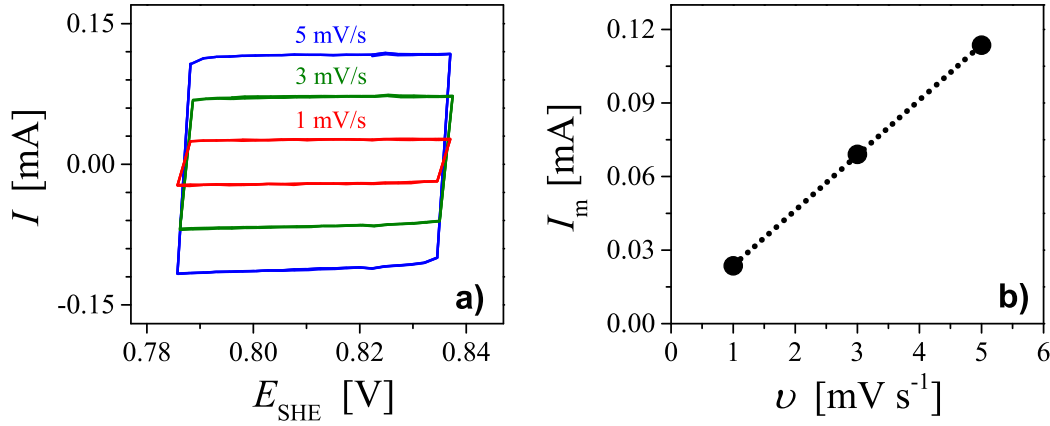 0.15
0.00
-0.15
I [mA]
5 mV/s
3 mV/s
1 mV/s
a)
0.78
0.80
0.82
0.84
E_SHE [V]
0.12
0.09
0.06
0.03
0.00
I_m [mA]
b)
0
1
2
3
4
5
6
υ [mV s⁻¹]